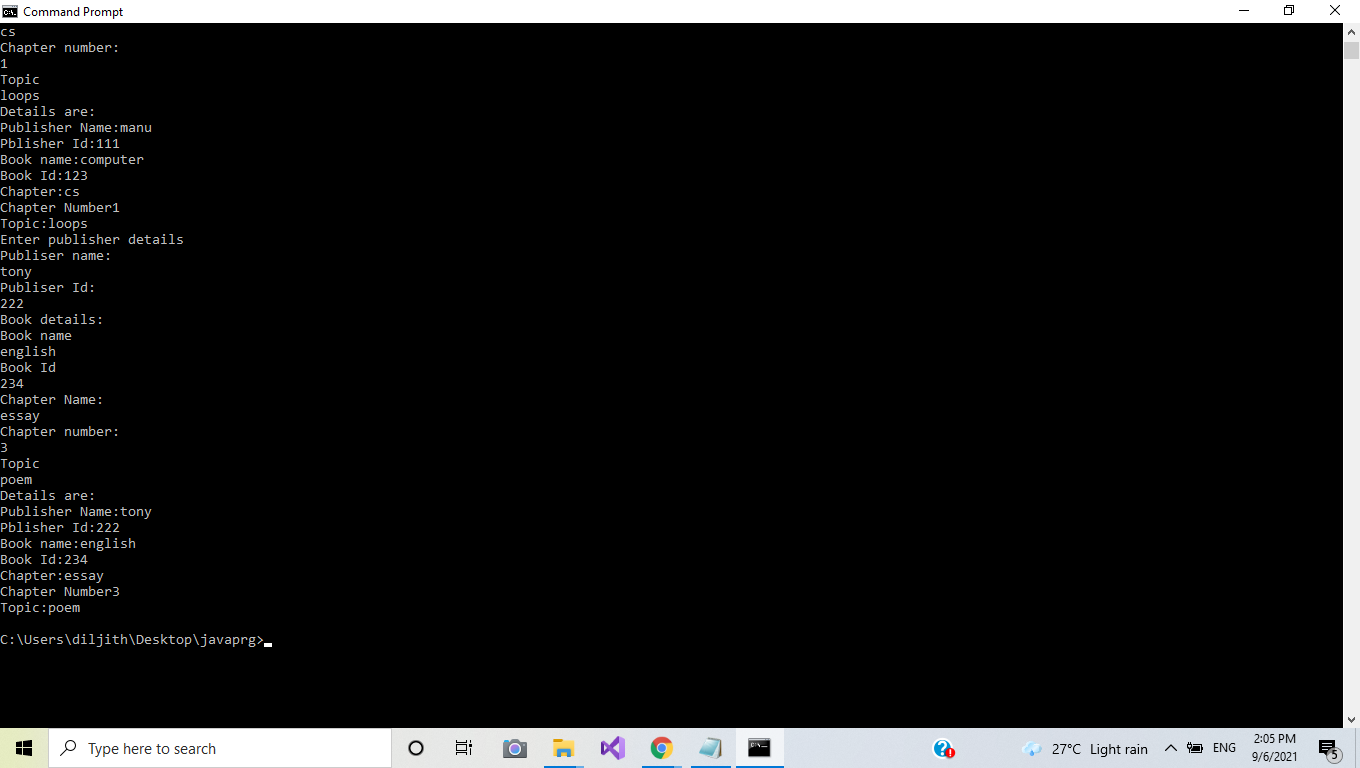 Command Prompt
cs
Chapter number:
1
Topic
loops
Details are:
Publisher Name:manu
Pblisher Id:111
Book name:computer
Book Id:123
Chapter:cs
Chapter Number1
Topic:loops
Enter publisher details
Publiser name:
tony
Publiser Id:
222
Book details:
Book name
english
Book Id
234
Chapter Name:
essay
Chapter number:
3
Topic
poem
Details are:
Publisher Name:tony
Pblisher Id:222
Book name:english
Book Id:234
Chapter:essay
Chapter Number3
Topic:poem
C:\Users\diljith\Desktop\javaprg>
Type here to search
27°C Light rain
ENG
2:05 PM
9/6/2021
5